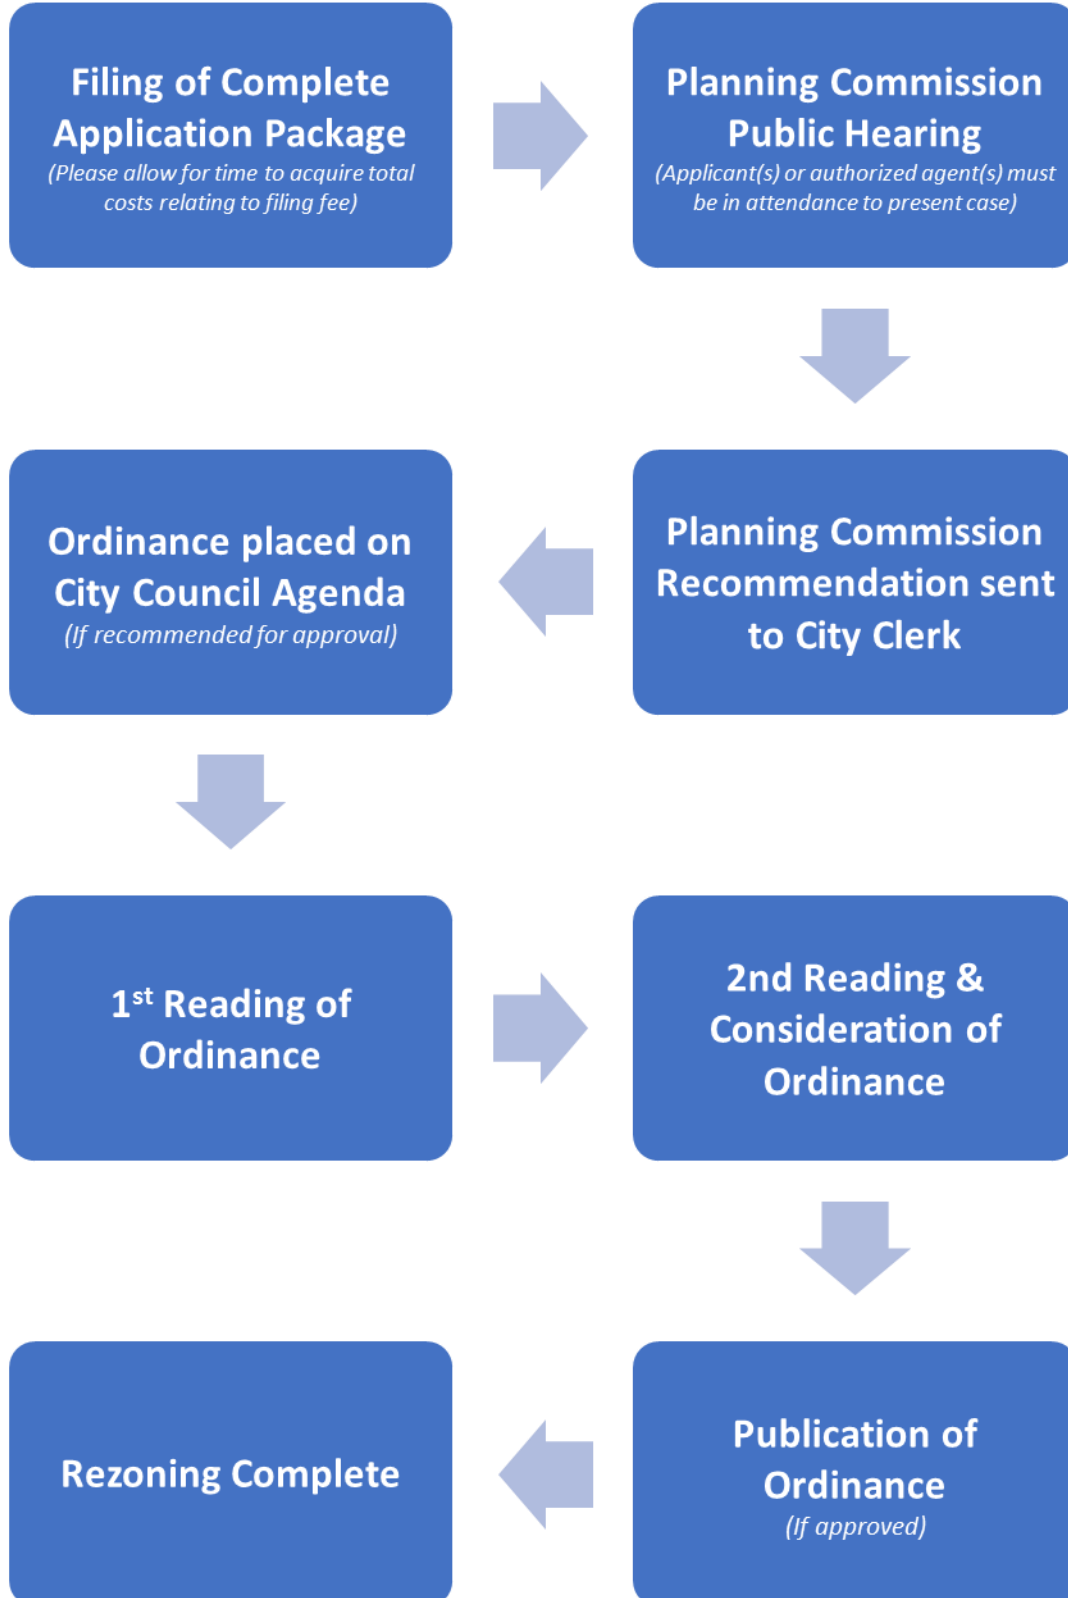 Filing of Complete
Application Package
(Please allow for time to acquire total
costs relating to filing fee)
Planning Commission
Public Hearing
(Applicant(s) or authorized agent(s) must
be in attendance to present case)
Planning Commission
Recommendation sent
to City Clerk
Ordinance placed on
City Council Agenda
(If recommended for approval)
1st Reading of
Ordinance
2nd Reading &
Consideration of
Ordinance
Publication of
Ordinance
(If approved)
Rezoning Complete